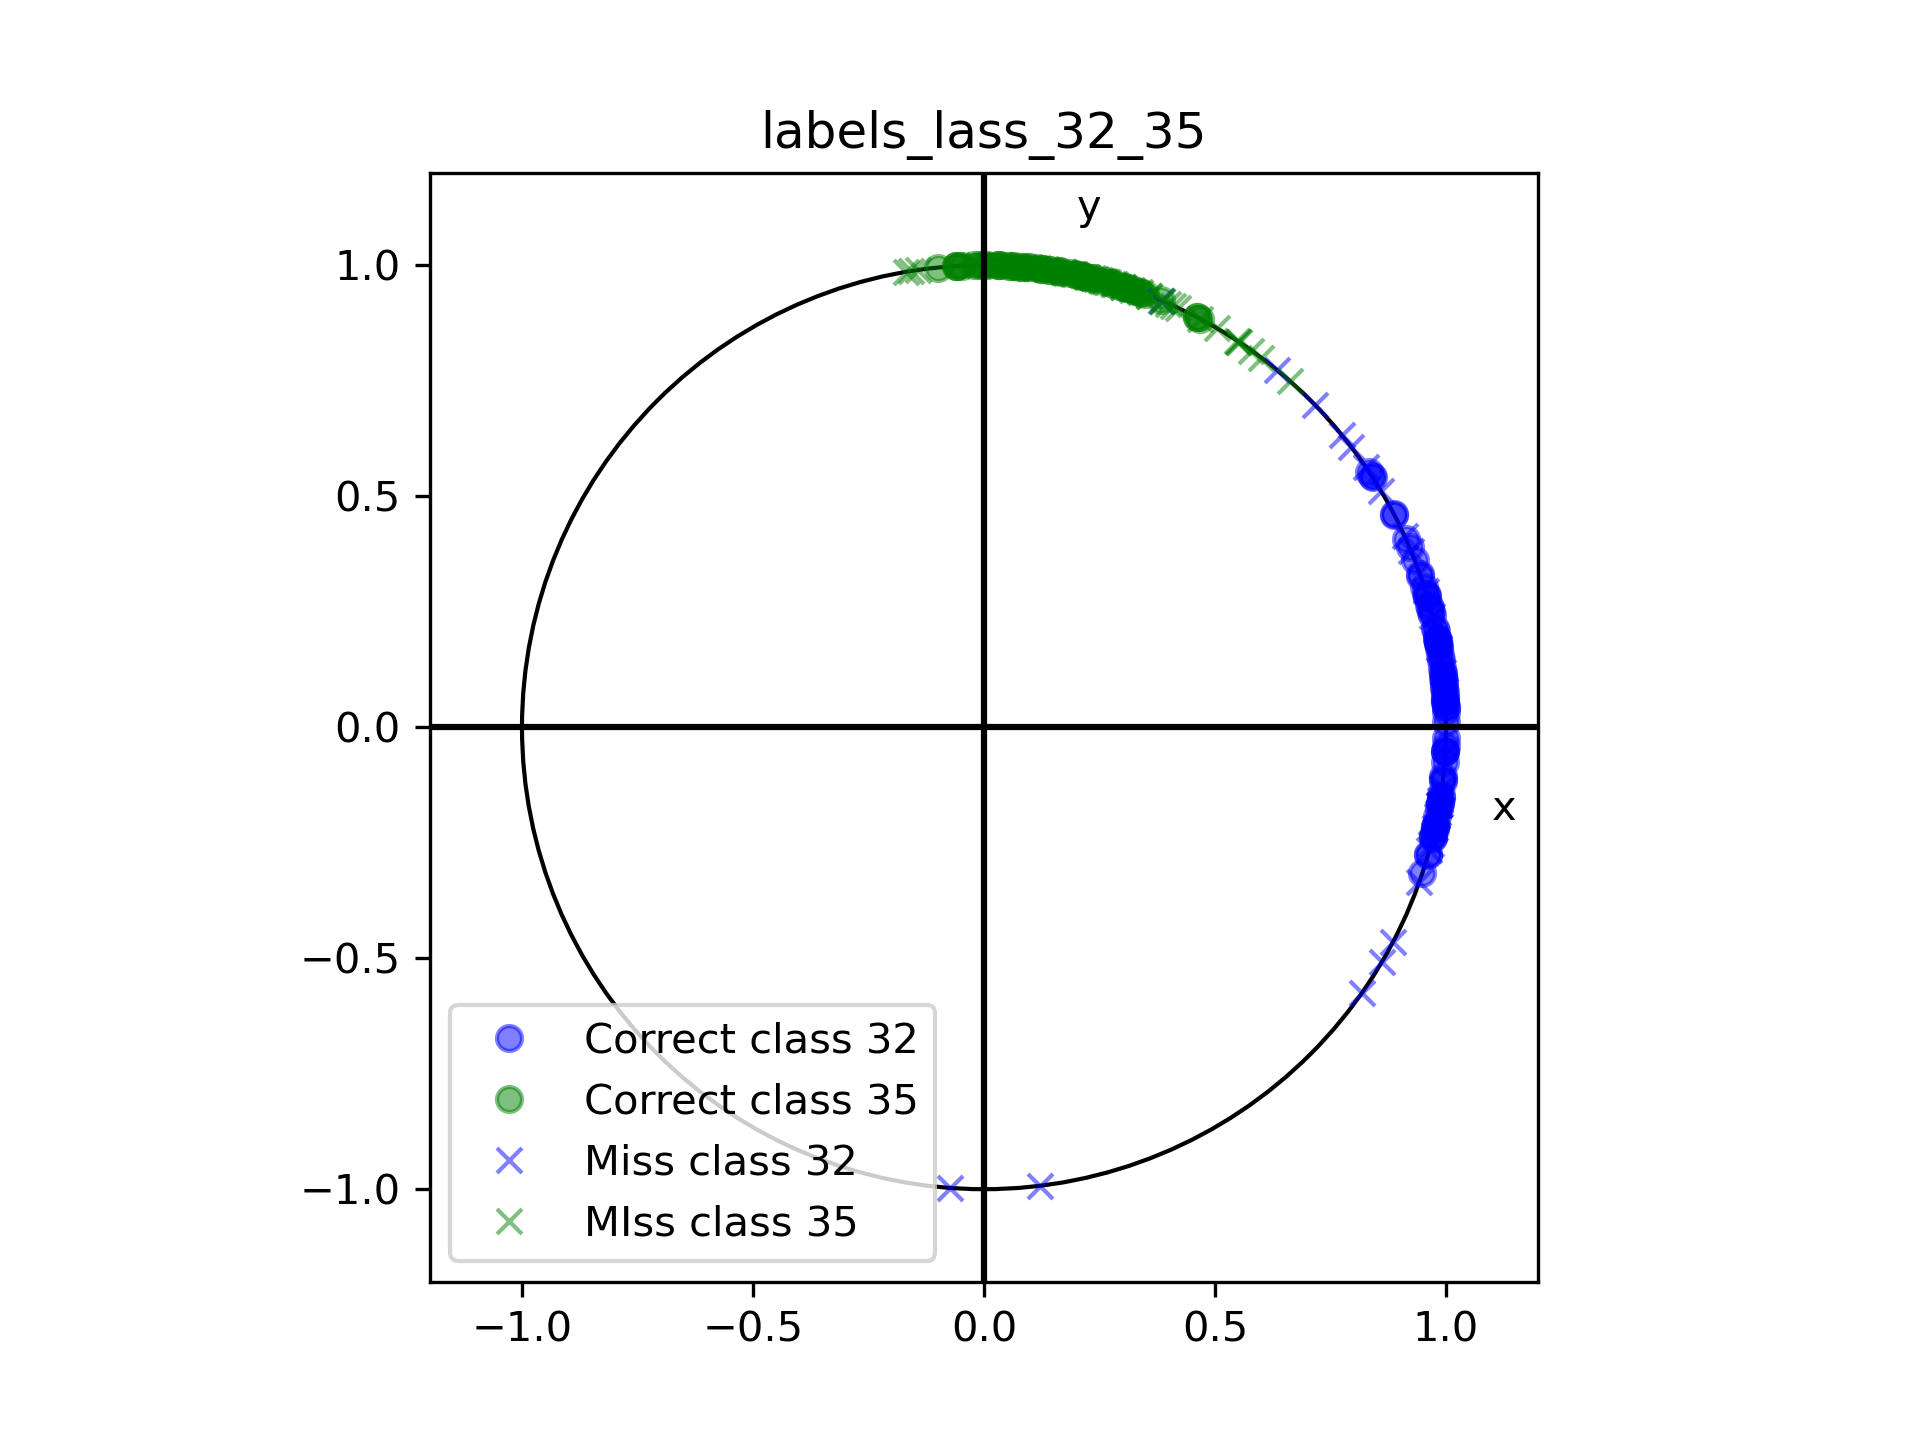 labels_lass_32_35
y
1.0
0.5
0.0
x
−0.5
−1.0
Correct class 32
Correct class 35
Miss class 32
MIss class 35
−1.0 −0.5 0.0 0.5 1.0